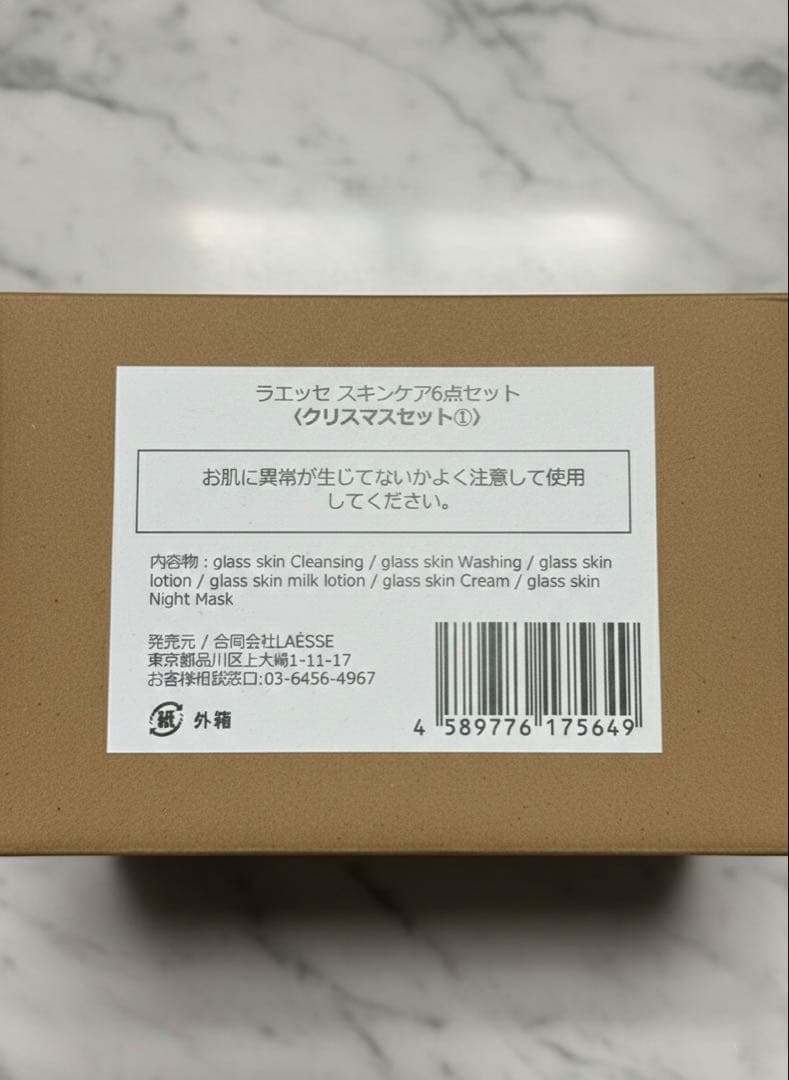 ラエッセ スキンケア6点セット
〈クリスマスセット①〉
お肌に異常が生じてないかよく注意して使用
してください。
内容物：glass skin Cleansing / glass skin Washing / glass skin
lotion / glass skin milk lotion / glass skin Cream / glass skin
Night Mask
発売元 / 合同会社LAÉSSE
東京都品川区上大崎1-11-17
お客様相談窓口:03-6456-4967
紙 外箱
4 589776 175649